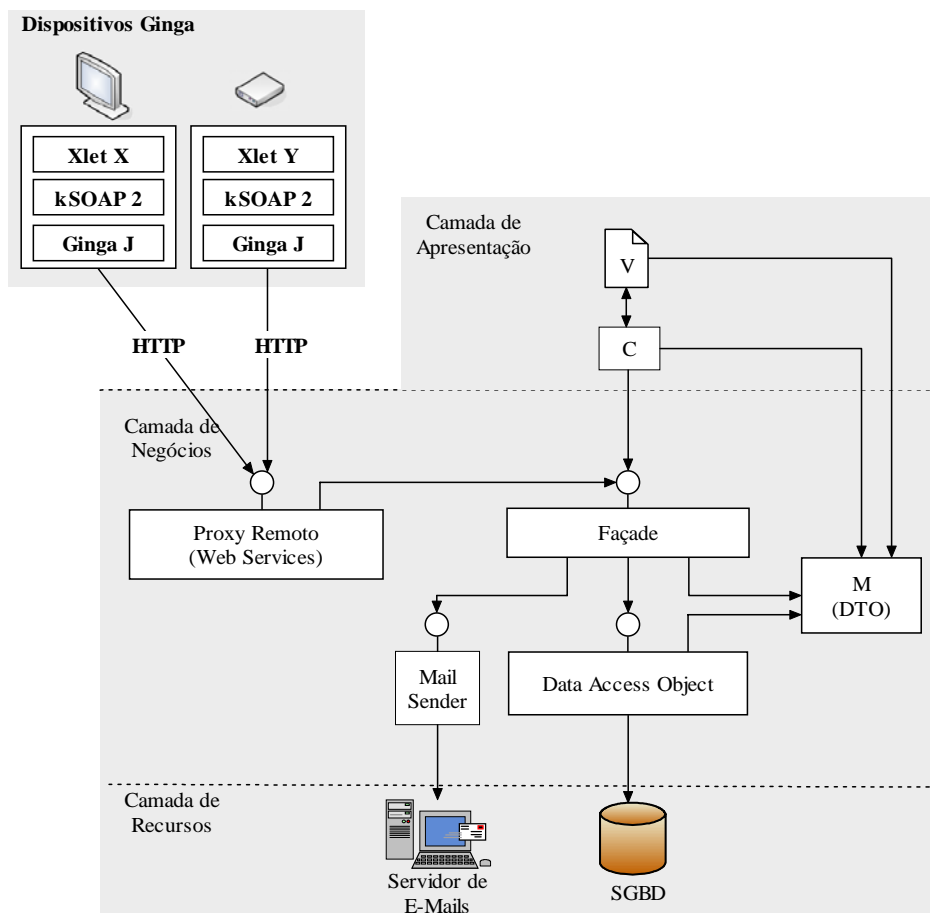 Dispositivos Ginga
Xlet X
kSOAP 2
Ginga J
Xlet Y
kSOAP 2
Ginga J
HTTP
HTTP
Camada de
Apresentação
V
C
Camada de
Negócios
Proxy Remoto
(Web Services)
Façade
M
(DTO)
Mail
Sender
Data Access Object
Camada de
Recursos
Servidor de
E-Mails
SGBD